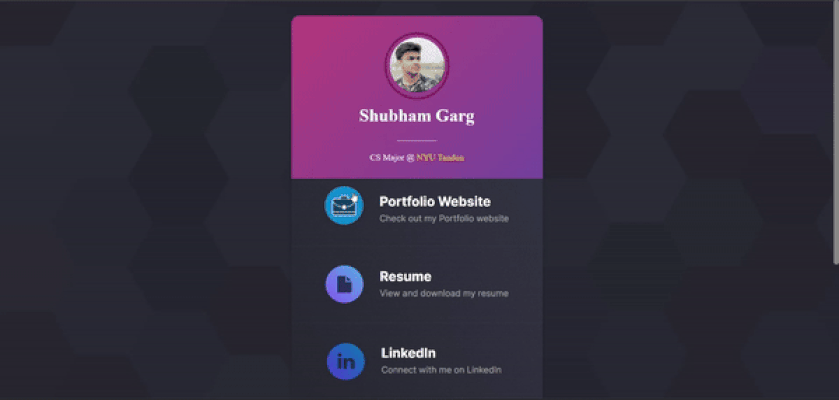 Shubham Garg
CS Major @ NYU Tandon
Portfolio Website
Check out my Portfolio website
Resume
View and download my resume
in
LinkedIn
Connect with me on LinkedIn